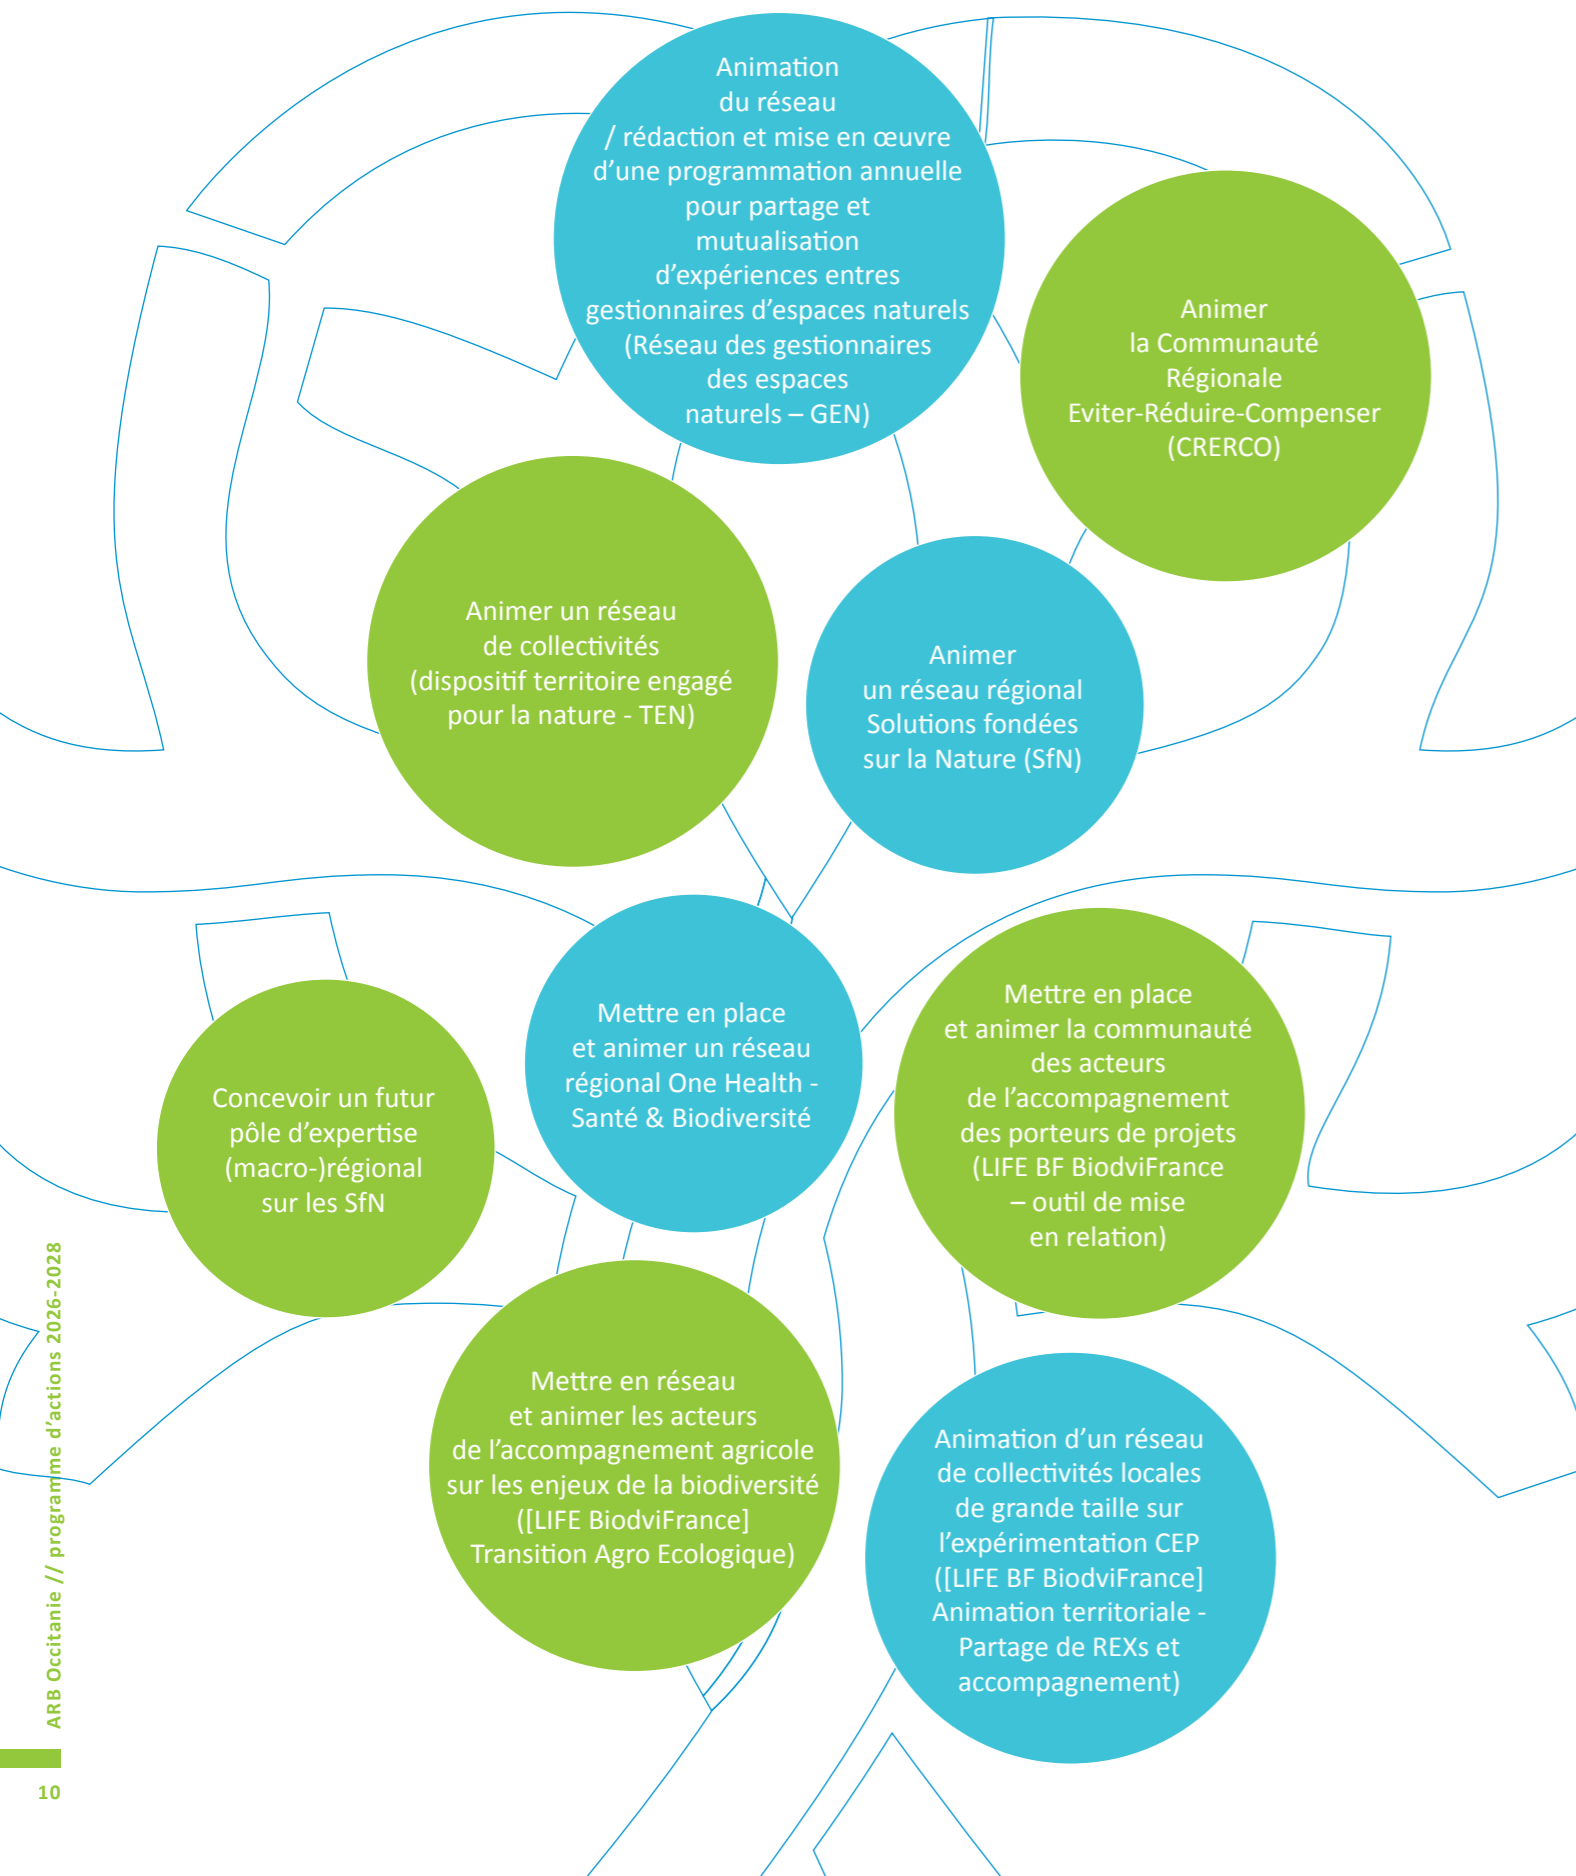 Animation
du réseau
/ rédaction et mise en œuvre
d’une programmation annuelle
pour partage et
mutualisation
d’expériences entres
gestionnaires d’espaces naturels
(Réseau des gestionnaires
des espaces
naturels – GEN)
Animer
la Communauté
Régionale
Eviter-Réduire-Compenser
(CRERCO)
Animer un réseau
de collectivités
(dispositif territoire engagé
pour la nature - TEN)
Animer
un réseau régional
Solutions fondées
sur la Nature (SfN)
Mettre en place
et animer un réseau
régional One Health -
Santé & Biodiversité
Mettre en place
et animer la communauté
des acteurs
de l’accompagnement
des porteurs de projets
(LIFE BF BiodviFrance
– outil de mise
en relation)
Concevoir un futur
pôle d’expertise
(macro-)régional
sur les SfN
Mettre en réseau
et animer les acteurs
de l’accompagnement agricole
sur les enjeux de la biodiversité
([LIFE BiodviFrance]
Transition Agro Ecologique)
Animation d’un réseau
de collectivités locales
de grande taille sur
l’expérimentation CEP
([LIFE BF BiodviFrance]
Animation territoriale -
Partage de REXs et
accompagnement)
ARB Occitanie // programme d’actions 2026-2028
10